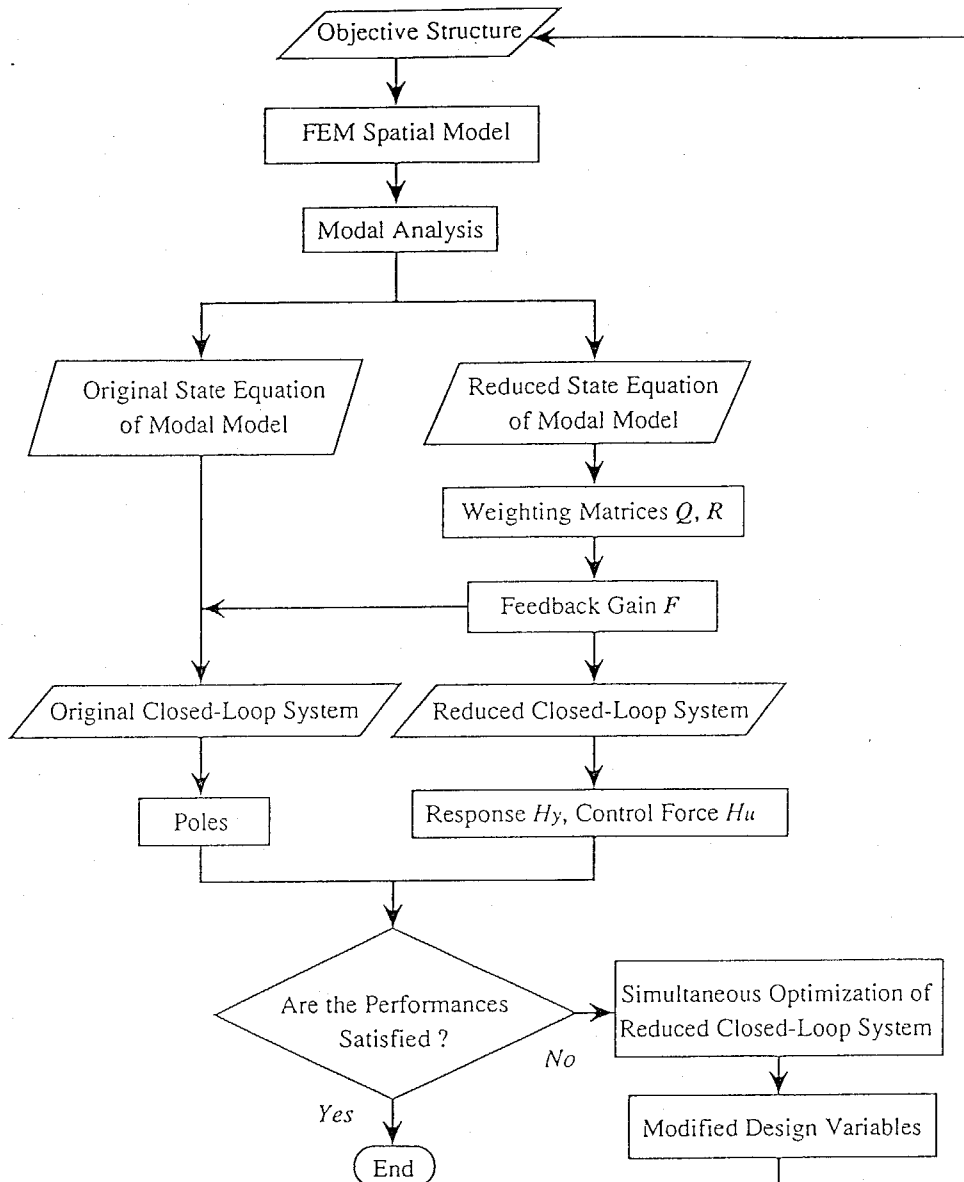 Objective Structure
FEM Spatial Model
Modal Analysis
Original State Equation
of Modal Model
Reduced State Equation
of Modal Model
Weighting Matrices Q, R
Feedback Gain F
Original Closed-Loop System
Reduced Closed-Loop System
Poles
Response Hy, Control Force Hu
Are the Performances
Satisfied ?
No
Yes
Simultaneous Optimization of
Reduced Closed-Loop System
Modified Design Variables
End